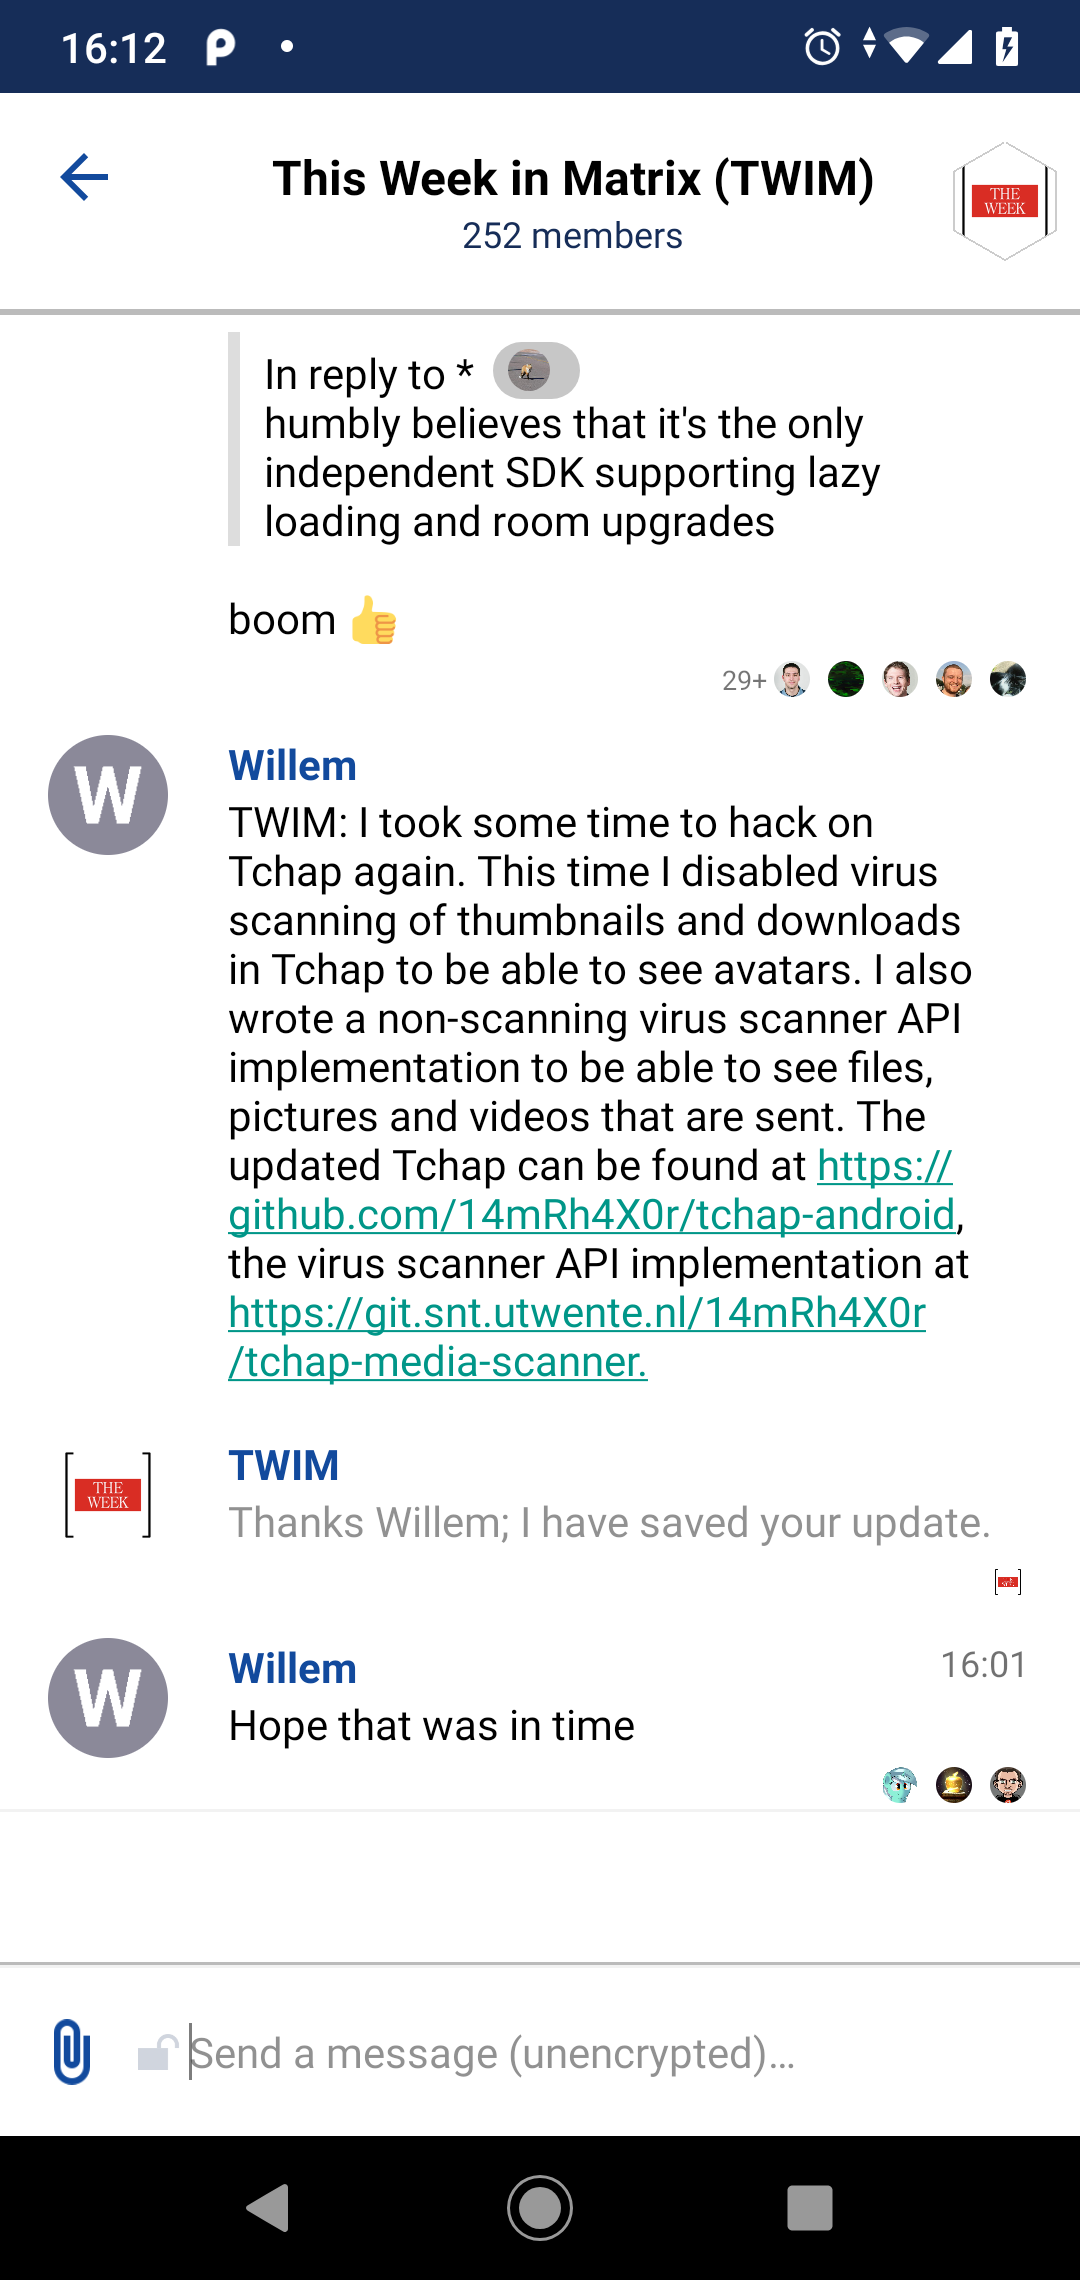 16:12
This Week in Matrix (TWIM)
252 members
THE
WEEK
In reply to *
humbly believes that it's the only
independent SDK supporting lazy
loading and room upgrades
boom 👍
29+
W
Willem
TWIM: I took some time to hack on
Tchap again. This time I disabled virus
scanning of thumbnails and downloads
in Tchap to be able to see avatars. I also
wrote a non-scanning virus scanner API
implementation to be able to see files,
pictures and videos that are sent. The
updated Tchap can be found at https://
github.com/14mRh4X0r/tchap-android,
the virus scanner API implementation at
https://git.snt.utwente.nl/14mRh4X0r
/tchap-media-scanner.
THE
WEEK
TWIM
Thanks Willem; I have saved your update.
W
Willem
16:01
Hope that was in time
Send a message (unencrypted)…